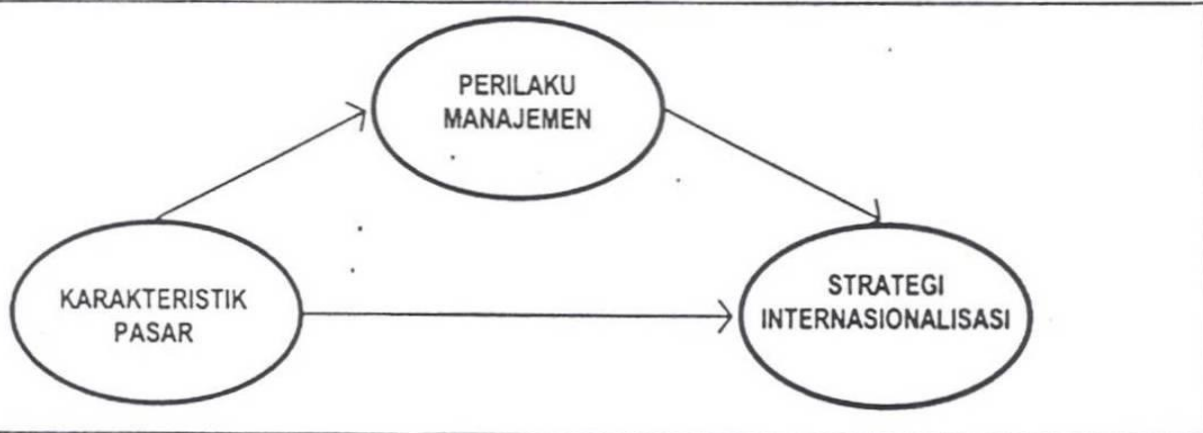 PERILAKU
MANAJEMEN
KARAKTERISTIK
PASAR
STRATEGI
INTERNASIONALISASI